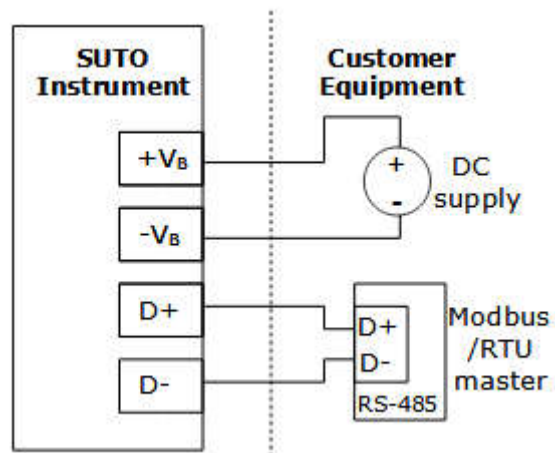 SUTO
Instrument
Customer
Equipment
+VB
-VB
D+
D-
+
-
DC
supply
D+
D-
RS-485
Modbus
/RTU
master